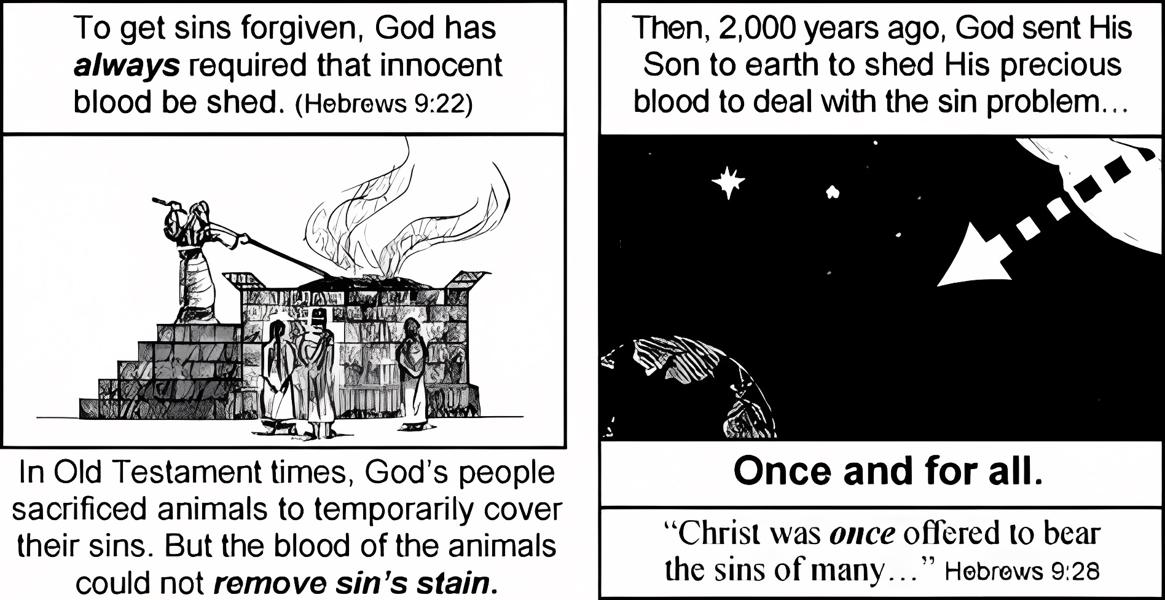 To get sins forgiven, God has
always required that innocent
blood be shed. (Hebrews 9:22)
In Old Testament times, God's people
sacrificed animals to temporarily cover
their sins. But the blood of the animals
could not remove sin's stain.
Then, 2,000 years ago, God sent His
Son to earth to shed His precious
blood to deal with the sin problem...
Once and for all.
“Christ was once offered to bear
the sins of many...” Hebrews 9:28